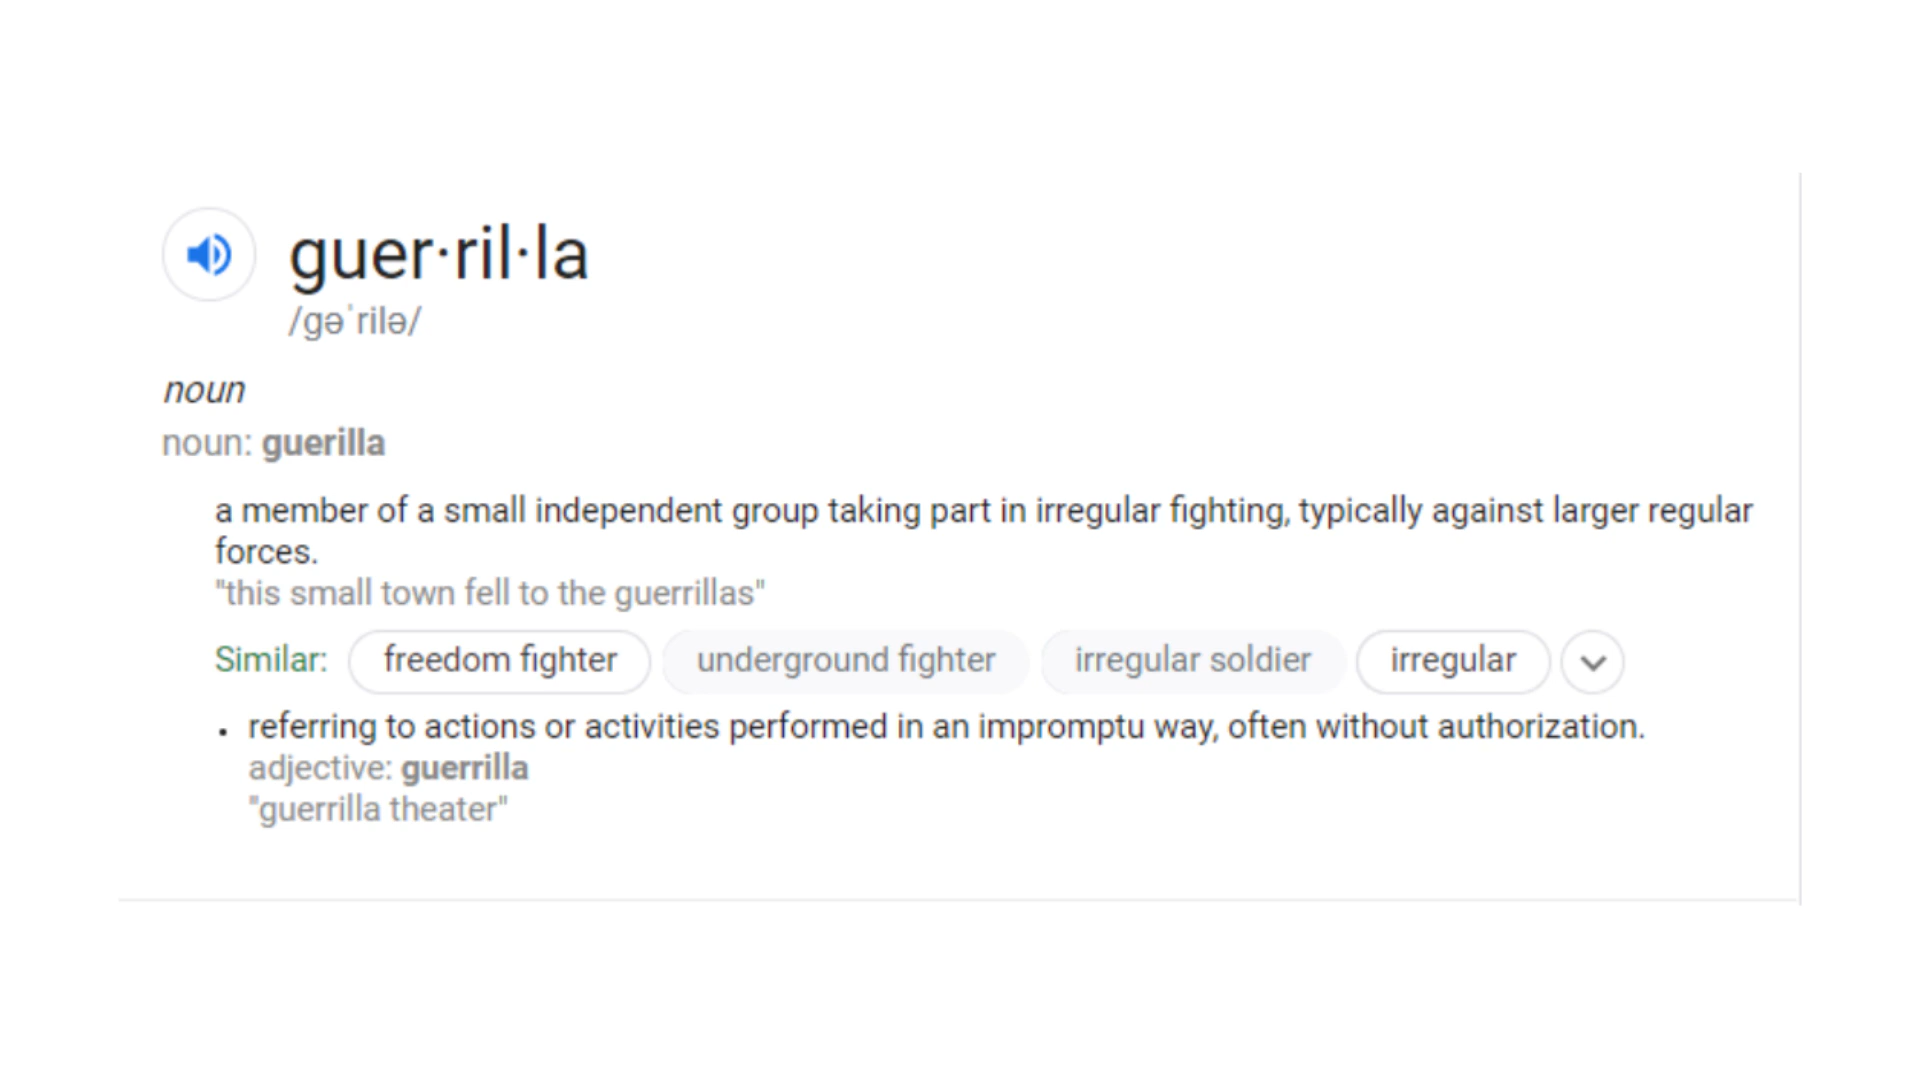 guer·ril·la
/ɡəˈrilə/
noun
noun: guerilla
a member of a small independent group taking part in irregular fighting, typically against larger regular
forces.
"this small town fell to the guerrillas"
Similar: freedom fighter underground fighter irregular soldier irregular
• referring to actions or activities performed in an impromptu way, often without authorization.
adjective: guerrilla
"guerrilla theater"